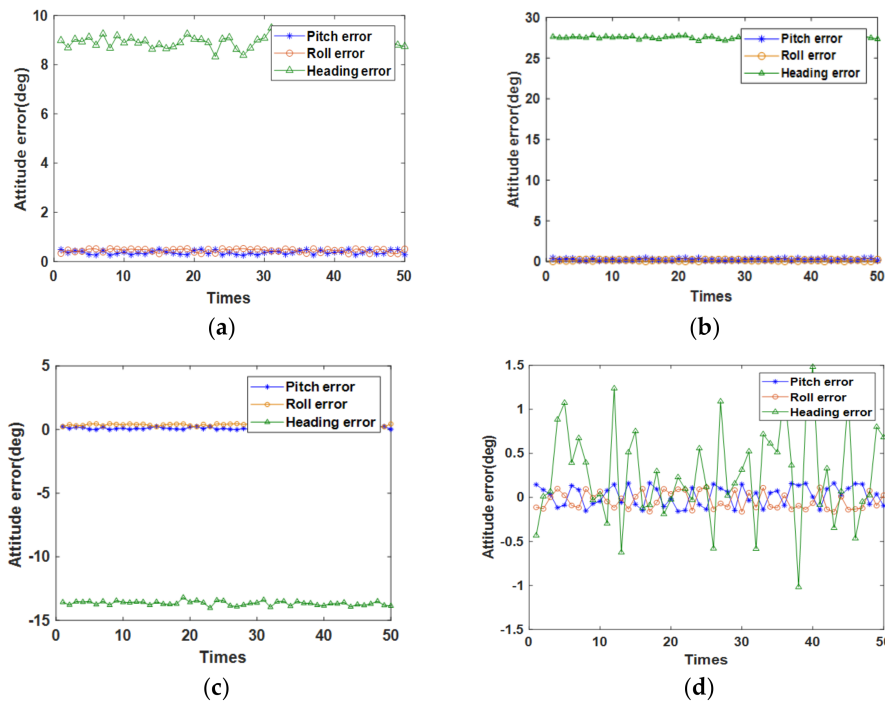 10
8
6
4
2
0
Attitude error(deg)
Pitch error
Roll error
Heading error
0 10 20 30 40 50
Times
(a)
30
25
20
15
10
5
0
Attitude error(deg)
Pitch error
Roll error
Heading error
0 10 20 30 40 50
Times
(b)
5
0
-5
-10
-15
Attitude error(deg)
Pitch error
Roll error
Heading error
0 10 20 30 40 50
Times
(c)
1.5
1
0.5
0
-0.5
-1
-1.5
Attitude error(deg)
Pitch error
Roll error
Heading error
0 10 20 30 40 50
Times
(d)